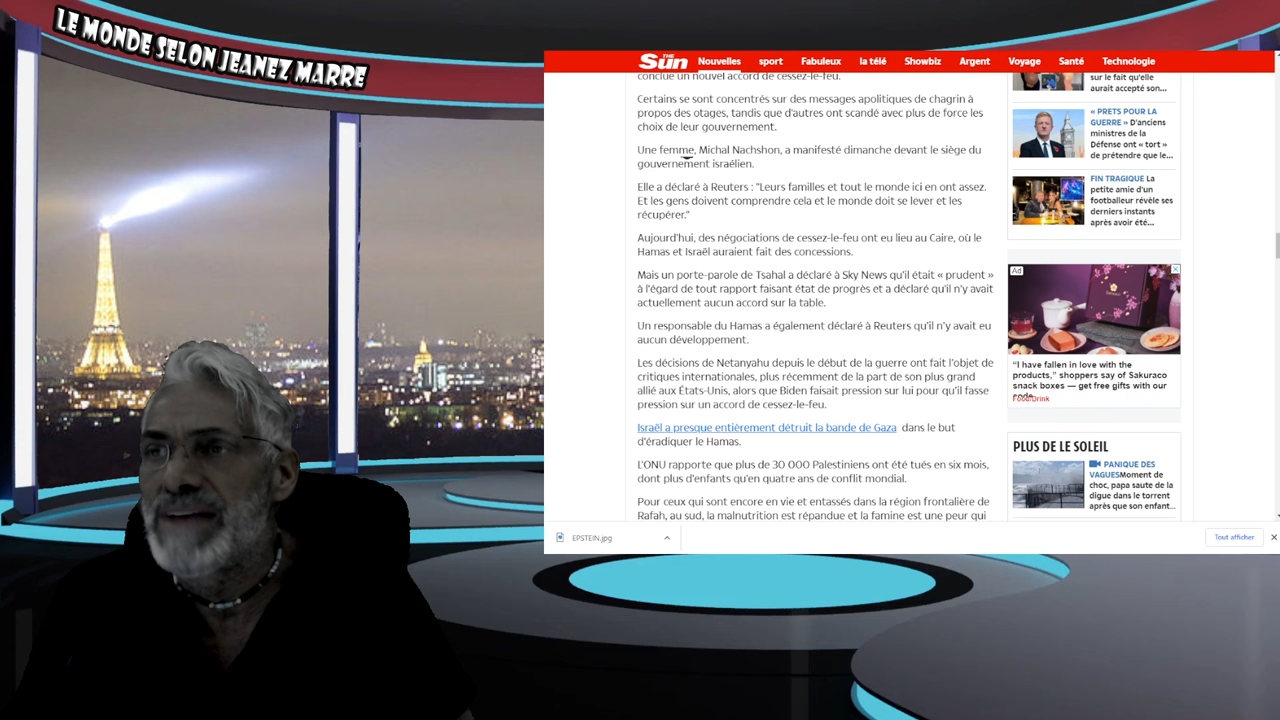 LE MONDE SELON JEANEZ MARRE
THE Sun
Nouvelles sport Fabuleux la télé Showbiz Argent Voyage Santé Technologie
conclue un nouvel accord de cessez-le-feu.
Certains se sont concentrés sur des messages apolitiques de chagrin à
propos des otages, tandis que d'autres ont scandé avec plus de force les
choix de leur gouvernement.
Une femme, Michal Nachshon, a manifesté dimanche devant le siège du
gouvernement israélien.
Elle a déclaré à Reuters : "Leurs familles et tout le monde ici en ont assez.
Et les gens doivent comprendre cela et le monde doit se lever et les
récupérer."
Aujourd'hui, des négociations de cessez-le-feu ont eu lieu au Caire, où le
Hamas et Israël auraient fait des concessions.
Mais un porte-parole de Tsahal a déclaré à Sky News qu'il était « prudent »
à l'égard de tout rapport faisant état de progrès et a déclaré qu'il n'y avait
actuellement aucun accord sur la table.
Un responsable du Hamas a également déclaré à Reuters qu'il n'y avait eu
aucun développement.
Les décisions de Netanyahu depuis le début de la guerre ont fait l'objet de
critiques internationales, plus récemment de la part de son plus grand
allié aux États-Unis, alors que Biden faisait pression sur lui pour qu'il fasse
pression sur un accord de cessez-le-feu.
Israël a presque entièrement détruit la bande de Gaza dans le but
d'éradiquer le Hamas.
L'ONU rapporte que plus de 30 000 Palestiniens ont été tués en six mois,
dont plus d'enfants qu'en quatre ans de conflit mondial.
Pour ceux qui sont encore en vie et entassés dans la région frontalière de
Rafah, au sud, la malnutrition est répandue et la famine est une peur qui
sur le fait qu'elle
aurait accepté son...
« PRETS POUR LA
GUERRE » D'anciens
ministres de la
Défense ont « tort »
de prétendre que le...
FIN TRAGIQUE La
petite amie d'un
footballeur révèle ses
derniers instants
après avoir été...
Ad
"I have fallen in love with the
products," shoppers say of Sakuraco
snack boxes — get free gifts with our
code
Food/Drink
PLUS DE LE SOLEIL
PANIQUE DES
VAGUESMoment de
choc, papa saute de la
digue dans le torrent
après que son enfant...
EPSTEIN.jpg
Tout afficher